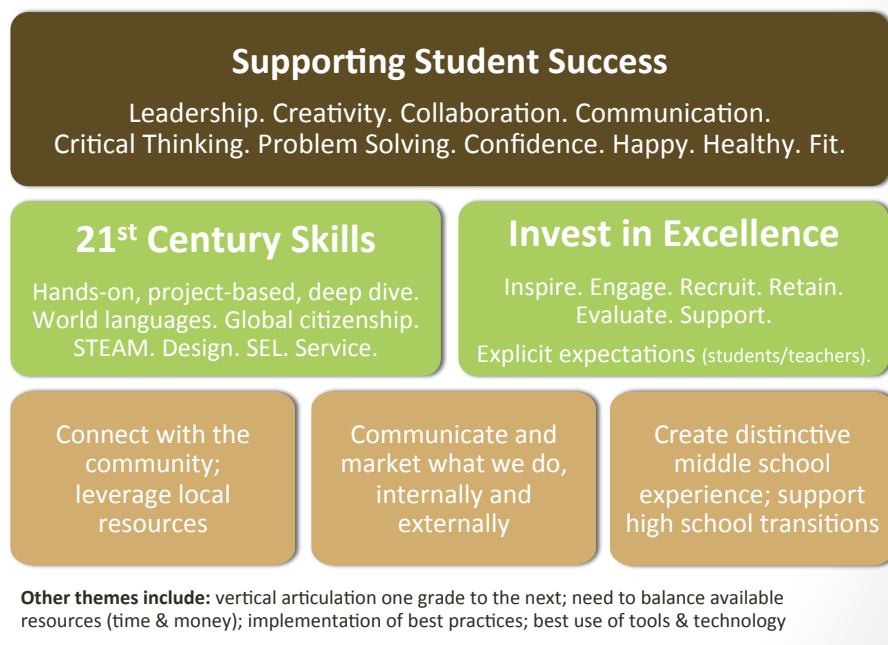 Supporting Student Success
Leadership. Creativity. Collaboration. Communication.
Critical Thinking. Problem Solving. Confidence. Happy. Healthy. Fit.
21st Century Skills
Hands-on, project-based, deep dive.
World languages. Global citizenship.
STEAM. Design. SEL. Service.
Invest in Excellence
Inspire. Engage. Recruit. Retain.
Evaluate. Support.
Explicit expectations (students/teachers).
Connect with the
community;
leverage local
resources
Communicate and
market what we do,
internally and
externally
Create distinctive
middle school
experience; support
high school transitions
Other themes include: vertical articulation one grade to the next; need to balance available
resources (time & money); implementation of best practices; best use of tools & technology